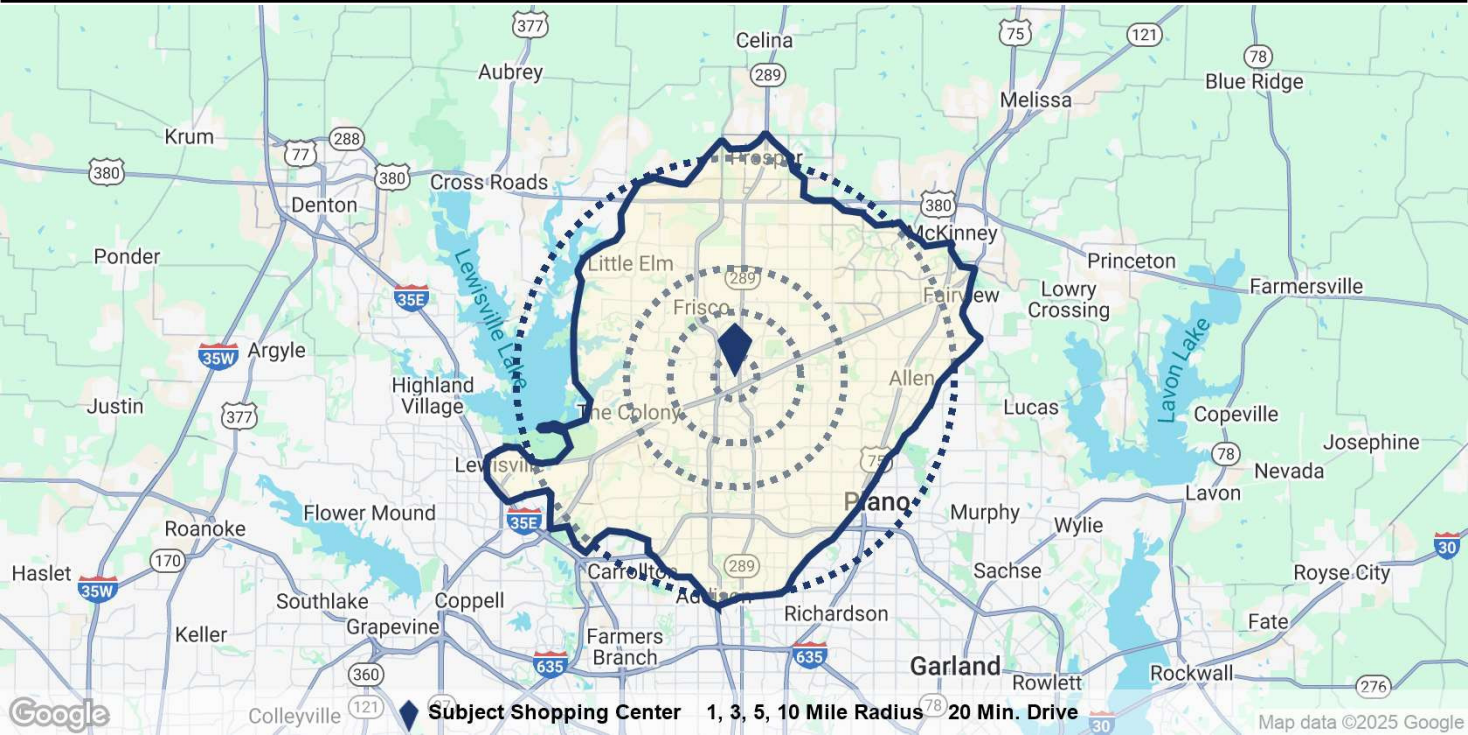 377
75
121
Celina
78
289
Aubrey
Blue Ridge
Melissa
Krum
288
77
Prosper
380
380
Cross Roads
Denton
380
McKinney
Ponder
Little Elm
Princeton
289
Lewisville Lake
35E
Fairview
Lowry
Crossing
Farmersville
Frisco
35W
Argyle
Lavon Lake
Highland
Village
Allen
Justin
377
The Colony
Lucas
Copeville
Josephine
Lewisville
75
78
Nevada
Lavon
Plano
Flower Mound
35E
Murphy
Wylie
Roanoke
30
170
289
Haslet
35W
Carrollton
Sachse
Royse City
Southlake
Coppell
Addison
Richardson
Grapevine
Fate
Keller
Farmers
Branch
635
635
Garland
Rockwall
360
Rowlett
276
Google
Colleyville
121
Subject Shopping Center 1, 3, 5, 10 Mile Radius 20 Min. Drive
78
30
Map data ©2025 Google